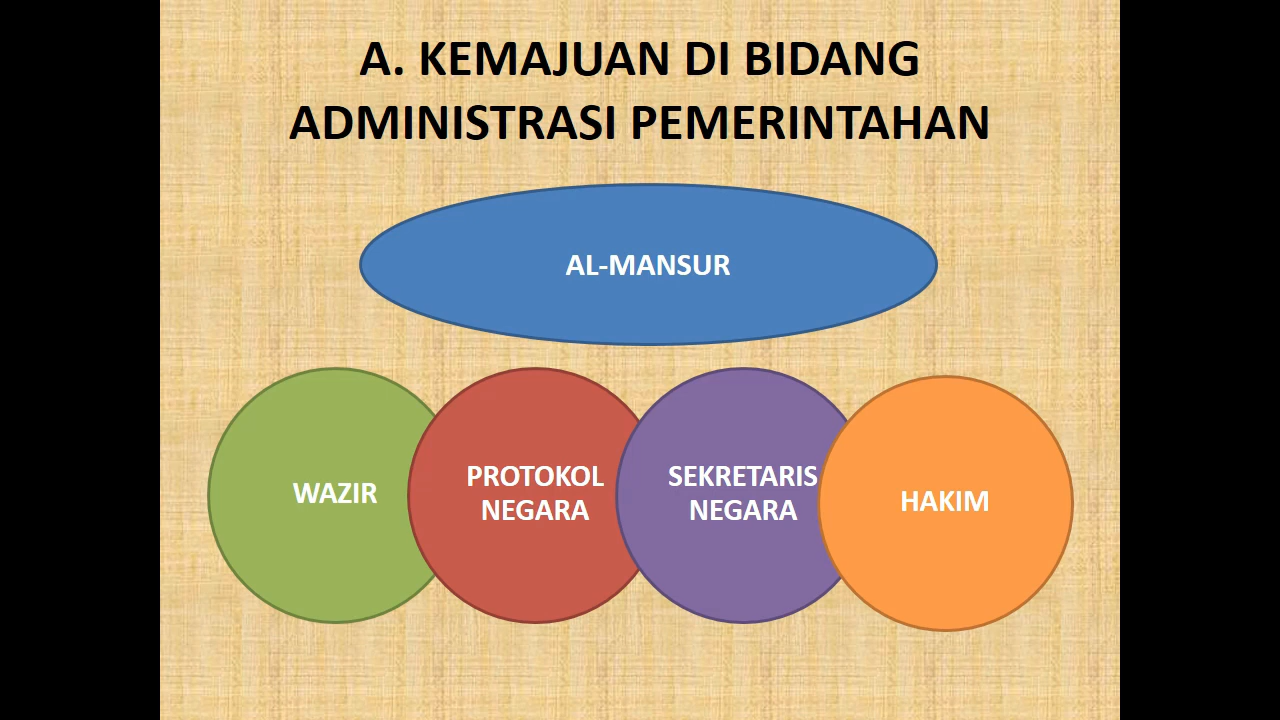 A. KEMAJUAN DI BIDANG
ADMINISTRASI PEMERINTAHAN
AL-MANSUR
WAZIR
PROTOKOL
NEGARA
SEKRETARIS
NEGARA
HAKIM